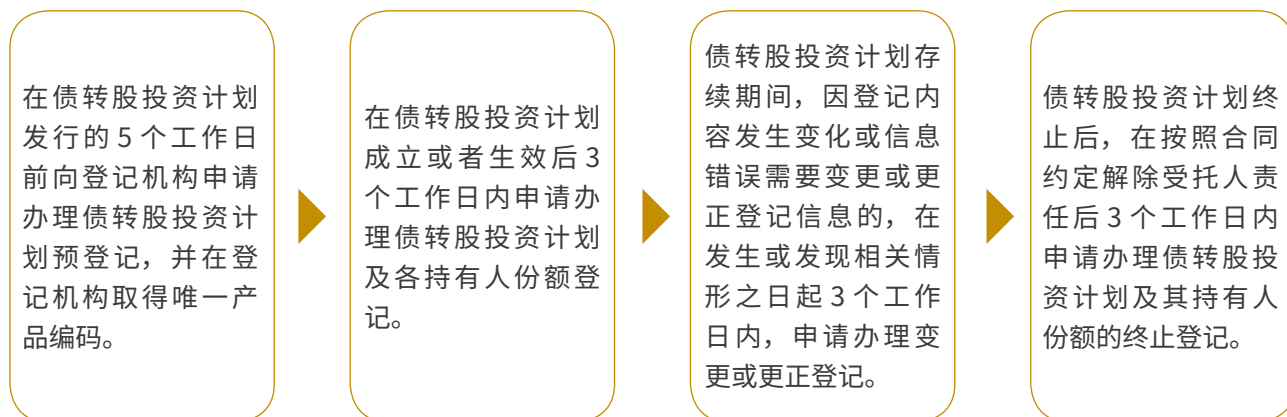 在债转股投资计划
发行的5个工作日
前向登记机构申请
办理债转股投资计
划预登记，并在登
记机构取得唯一产
品编码。
在债转股投资计划
成立或者生效后3
个工作日内申请办
理债转股投资计划
及各持有人份额登
记。
债转股投资计划存
续期间，因登记内
容发生变化或信息
错误需要变更或更
正登记信息的，在
发生或发现相关情
形之日起3个工作
日内，申请办理变
更或更正登记。
债转股投资计划终
止后，在按照合同
约定解除受托人责
任后3个工作日内
申请办理债转股投
资计划及其持有人
份额的终止登记。